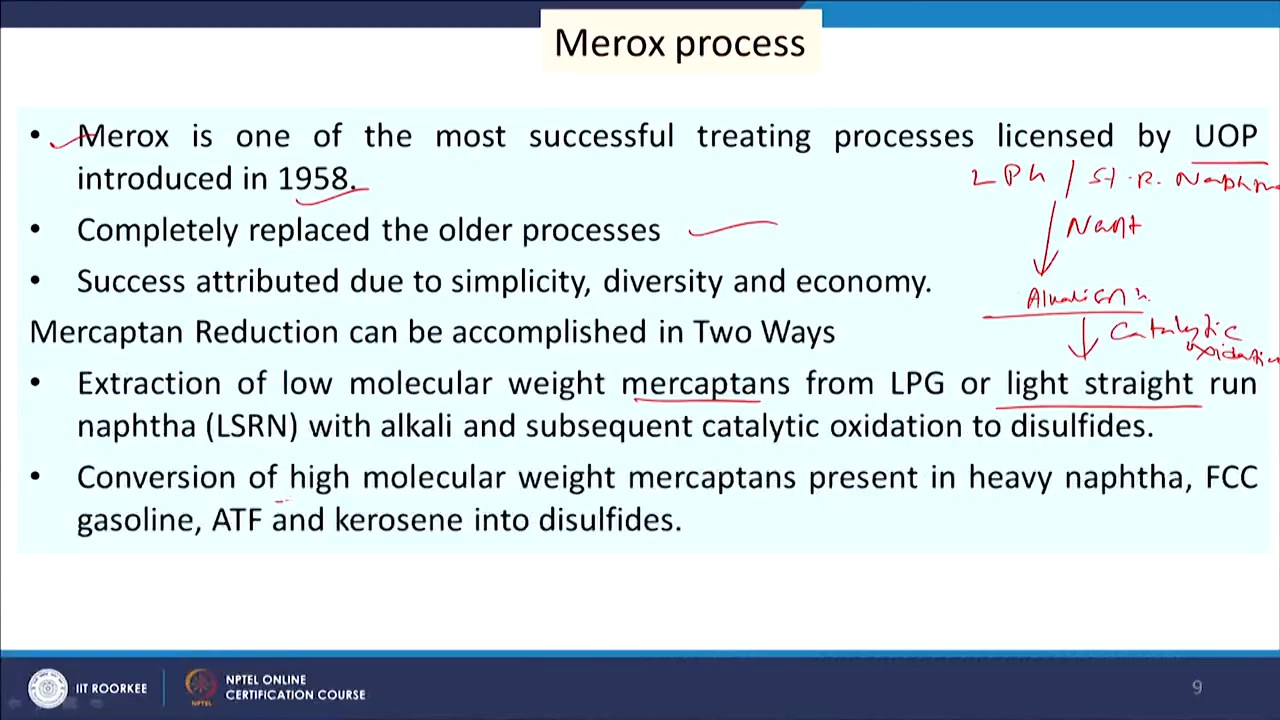 Merox process
• Merox is one of the most successful treating processes licensed by UOP
introduced in 1958.
LPG / St. R. Naphtha
• Completely replaced the older processes
NaOH
• Success attributed due to simplicity, diversity and economy.
Mercaptan Reduction can be accomplished in Two Ways
Catalytic
oxidation
• Extraction of low molecular weight mercaptans from LPG or light straight run
naphtha (LSRN) with alkali and subsequent catalytic oxidation to disulfides.
• Conversion of high molecular weight mercaptans present in heavy naphtha, FCC
gasoline, ATF and kerosene into disulfides.
IIT ROORKEE
NPTEL ONLINE
CERTIFICATION COURSE
9